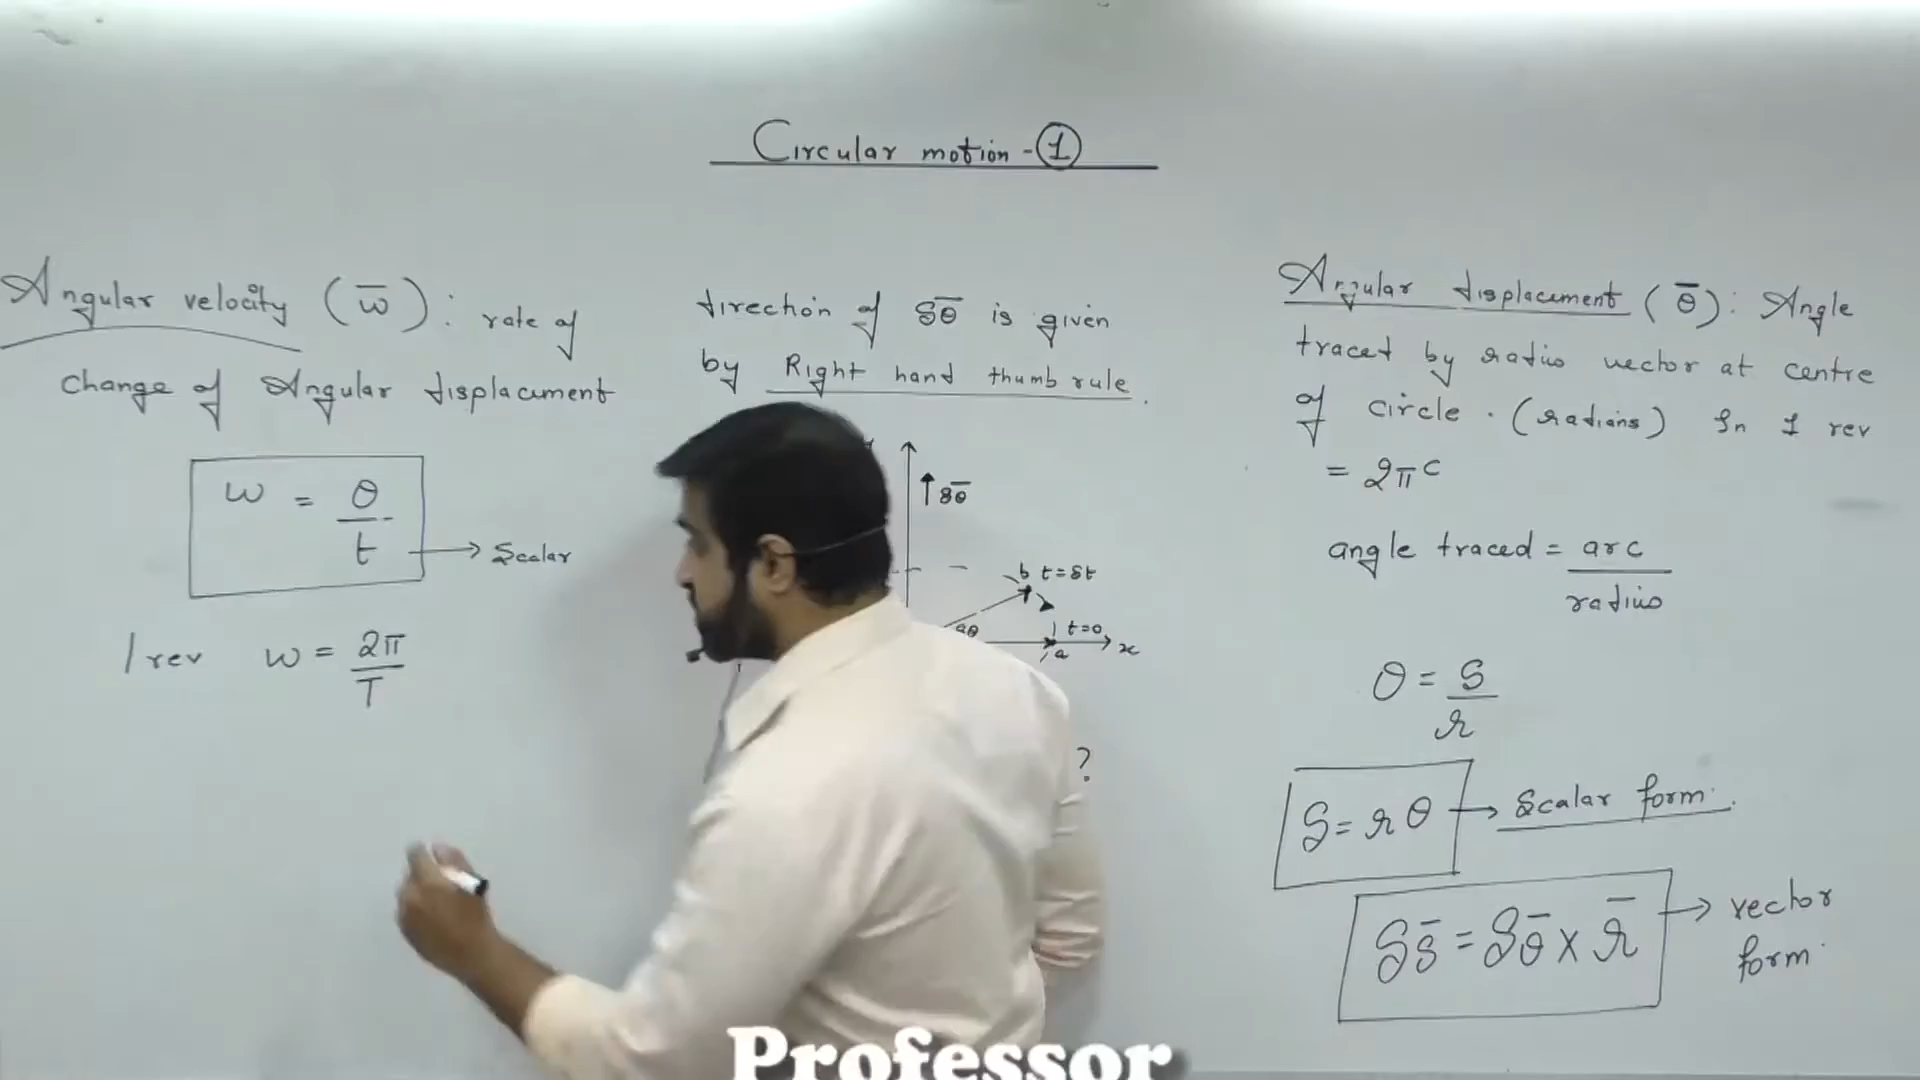 Circular motion - 1
Angular velocity (ω̅) : rate of
change of Angular displacement
ω = θ/t → Scalar
1 rev ω = 2π/T
direction of δθ̅ is given
by Right hand thumb rule.
↑ δθ̅
b t=δt
δθ
t=0
a
x
?
Angular displacement (θ̅) : Angle
traced by radius vector at centre
of circle . (radians) In 1 rev
= 2πᶜ
angle traced = arc/radius
θ = S/r
S = rθ → Scalar form.
δs̅ = δθ̅ × r̅ → vector
form.
Professor